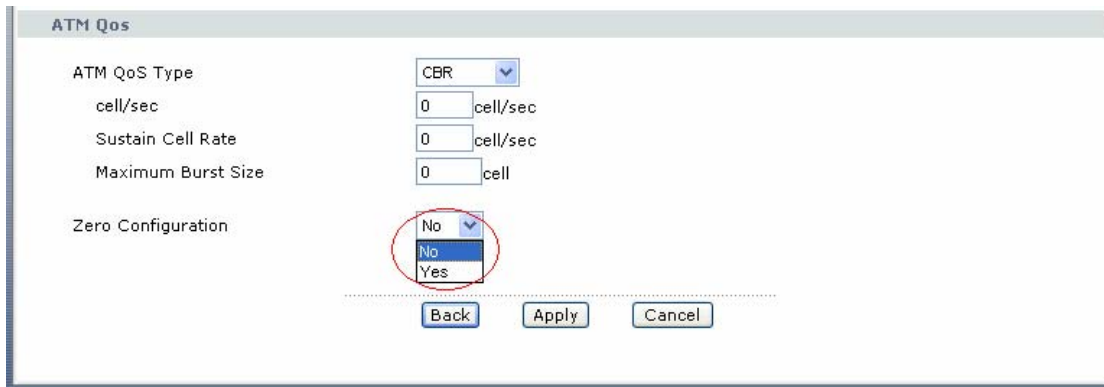 ATM Qos
ATM QoS Type CBR
cell/sec 0 cell/sec
Sustain Cell Rate 0 cell/sec
Maximum Burst Size 0 cell
Zero Configuration No
No
Yes
Back Apply Cancel